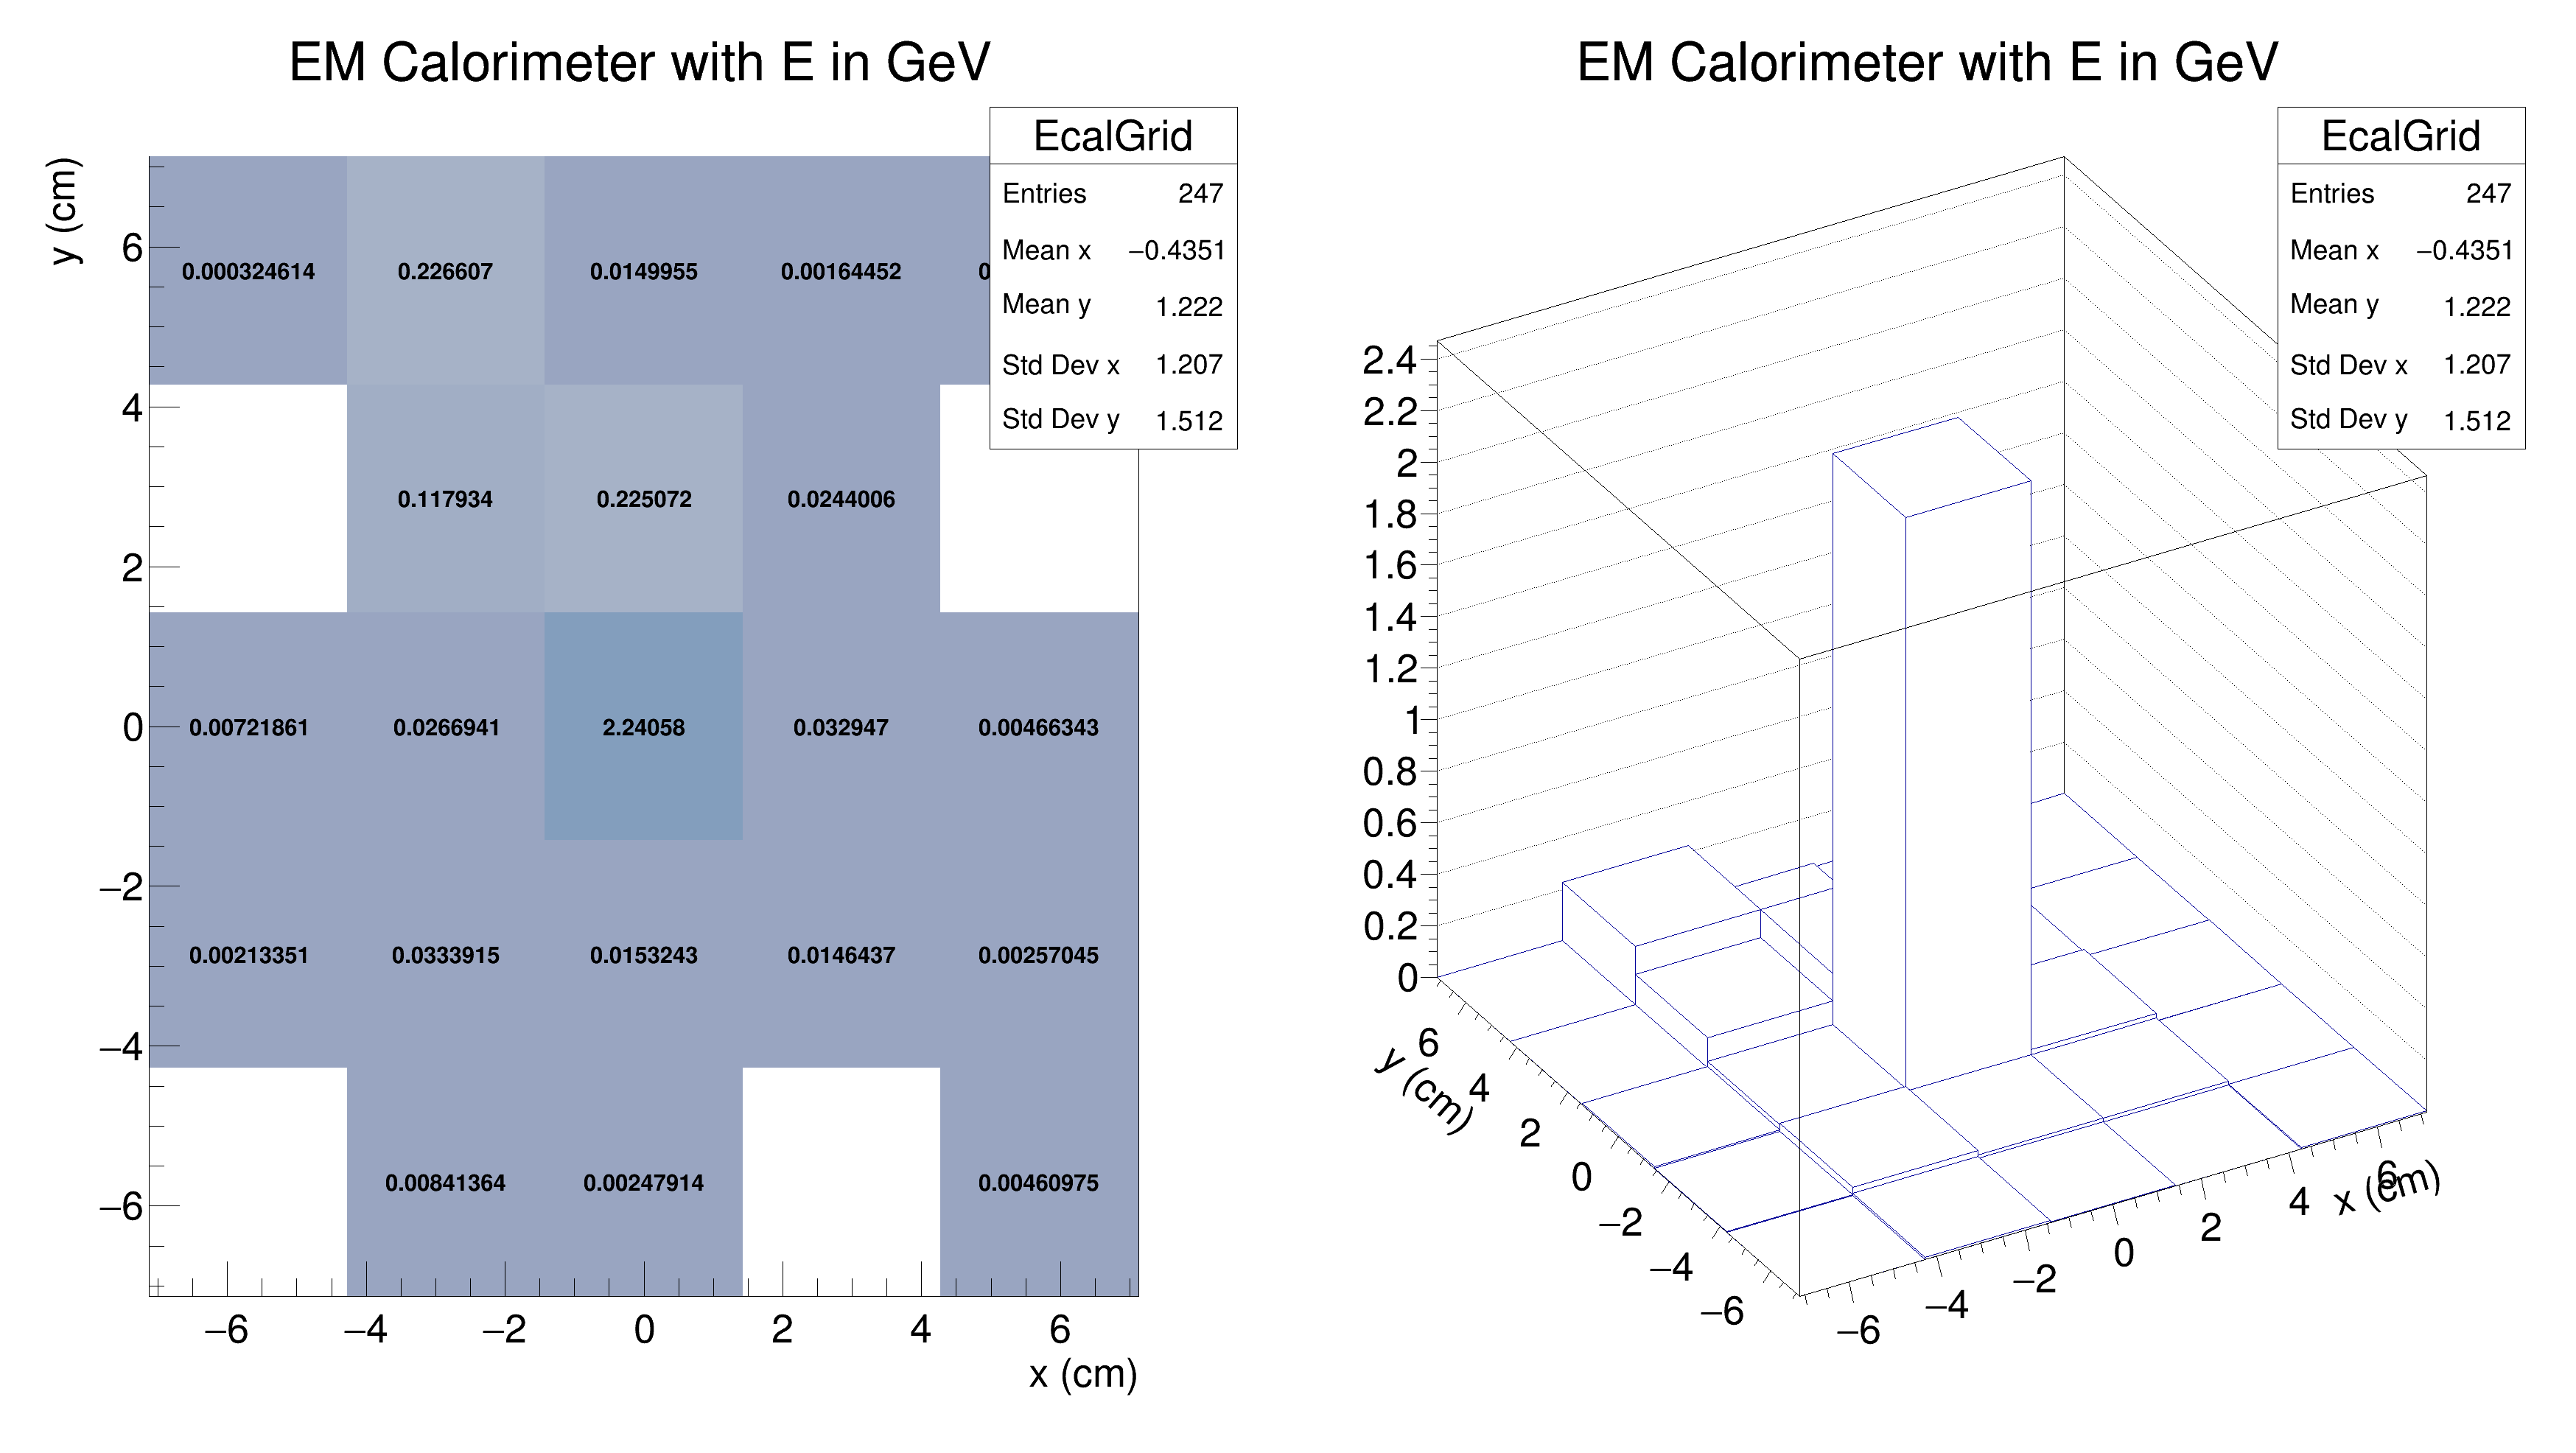 EM Calorimeter with E in GeV
EcalGrid
Entries 247
Mean x −0.4351
Mean y 1.222
Std Dev x 1.207
Std Dev y 1.512
y (cm)
6
4
2
0
−2
−4
−6
0.000324614 0.226607 0.0149955 0.00164452
0.117934 0.225072 0.0244006
0.00721861 0.0266941 2.24058 0.032947 0.00466343
0.00213351 0.0333915 0.0153243 0.0146437 0.00257045
0.00841364 0.00247914 0.00460975
−6 −4 −2 0 2 4 6
x (cm)
EM Calorimeter with E in GeV
EcalGrid
Entries 247
Mean x −0.4351
Mean y 1.222
Std Dev x 1.207
Std Dev y 1.512
2.4
2.2
2
1.8
1.6
1.4
1.2
1
0.8
0.6
0.4
0.2
0
6
4
2
0
−2
−4
−6
y (cm)
−6 −4 −2 0 2 4 6
x (cm)